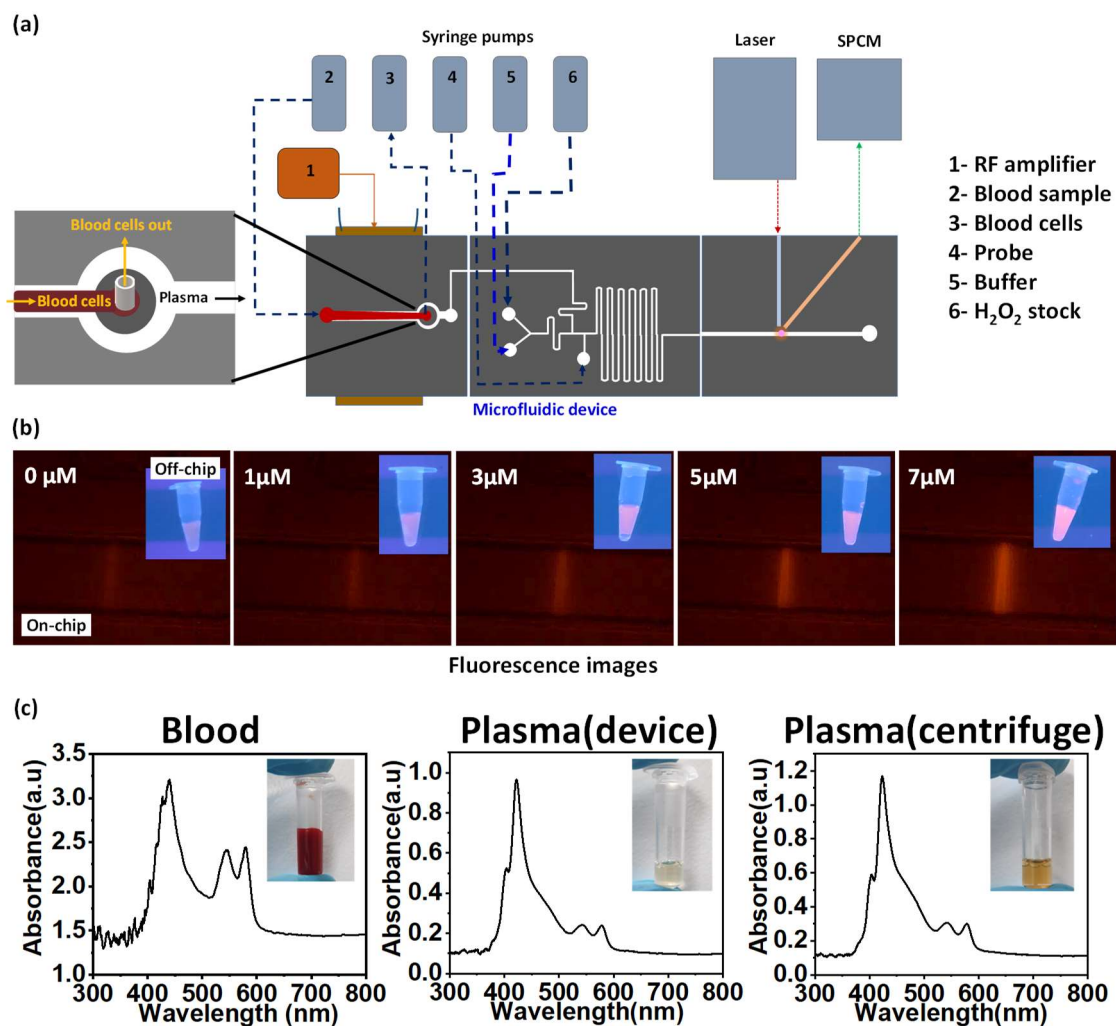 (a)
Syringe pumps
Laser
SPCM
2
3
4
5
6
1
1- RF amplifier
2- Blood sample
3- Blood cells
4- Probe
5- Buffer
6- H₂O₂ stock
Blood cells out
Blood cells
Plasma
Microfluidic device
(b)
0 μM
Off-chip
On-chip
1μM
3μM
5μM
7μM
Fluorescence images
(c)
Blood
Absorbance(a.u)
3.5
3.0
2.5
2.0
1.5
1.0
300 400 500 600 700 800
Wavelength (nm)
Plasma(device)
Absorbance(a.u)
1.0
0.8
0.6
0.4
0.2
0.0
300 400 500 600 700 800
Wavelength(nm)
Plasma(centrifuge)
Absorbance(a.u)
1.2
1.0
0.8
0.6
0.4
0.2
0.0
300 400 500 600 700 800
Wavelength(nm)